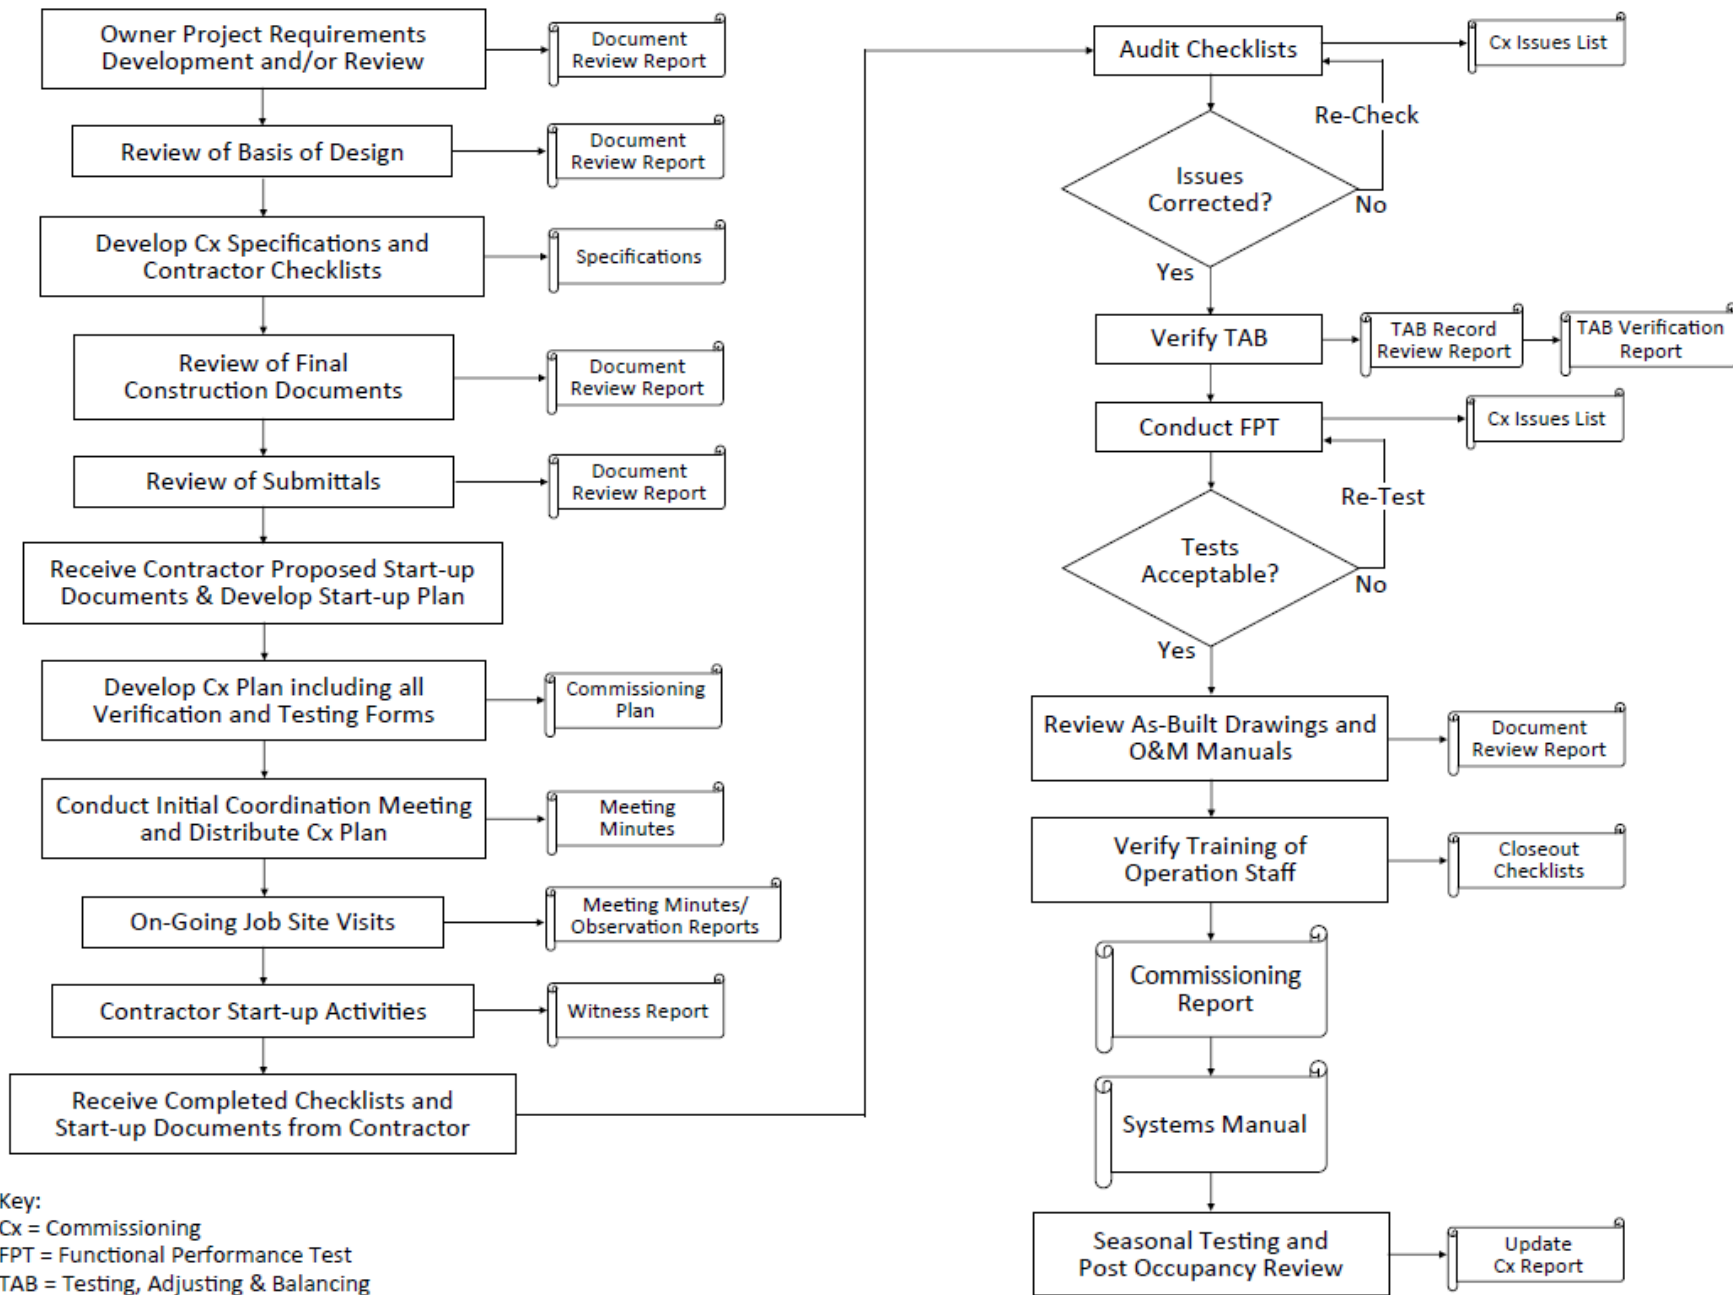 Owner Project Requirements
Development and/or Review
Document
Review Report
Review of Basis of Design
Document
Review Report
Develop Cx Specifications and
Contractor Checklists
Specifications
Review of Final
Construction Documents
Document
Review Report
Review of Submittals
Document
Review Report
Receive Contractor Proposed Start-up
Documents & Develop Start-up Plan
Develop Cx Plan including all
Verification and Testing Forms
Commissioning
Plan
Conduct Initial Coordination Meeting
and Distribute Cx Plan
Meeting
Minutes
On-Going Job Site Visits
Meeting Minutes/
Observation Reports
Contractor Start-up Activities
Witness Report
Receive Completed Checklists and
Start-up Documents from Contractor
Key:
Cx = Commissioning
FPT = Functional Performance Test
TAB = Testing, Adjusting & Balancing
Audit Checklists
Cx Issues List
Re-Check
Issues
Corrected?
No
Yes
Verify TAB
TAB Record
Review Report
TAB Verification
Report
Conduct FPT
Cx Issues List
Re-Test
Tests
Acceptable?
No
Yes
Review As-Built Drawings and
O&M Manuals
Document
Review Report
Verify Training of
Operation Staff
Closeout
Checklists
Commissioning
Report
Systems Manual
Seasonal Testing and
Post Occupancy Review
Update
Cx Report